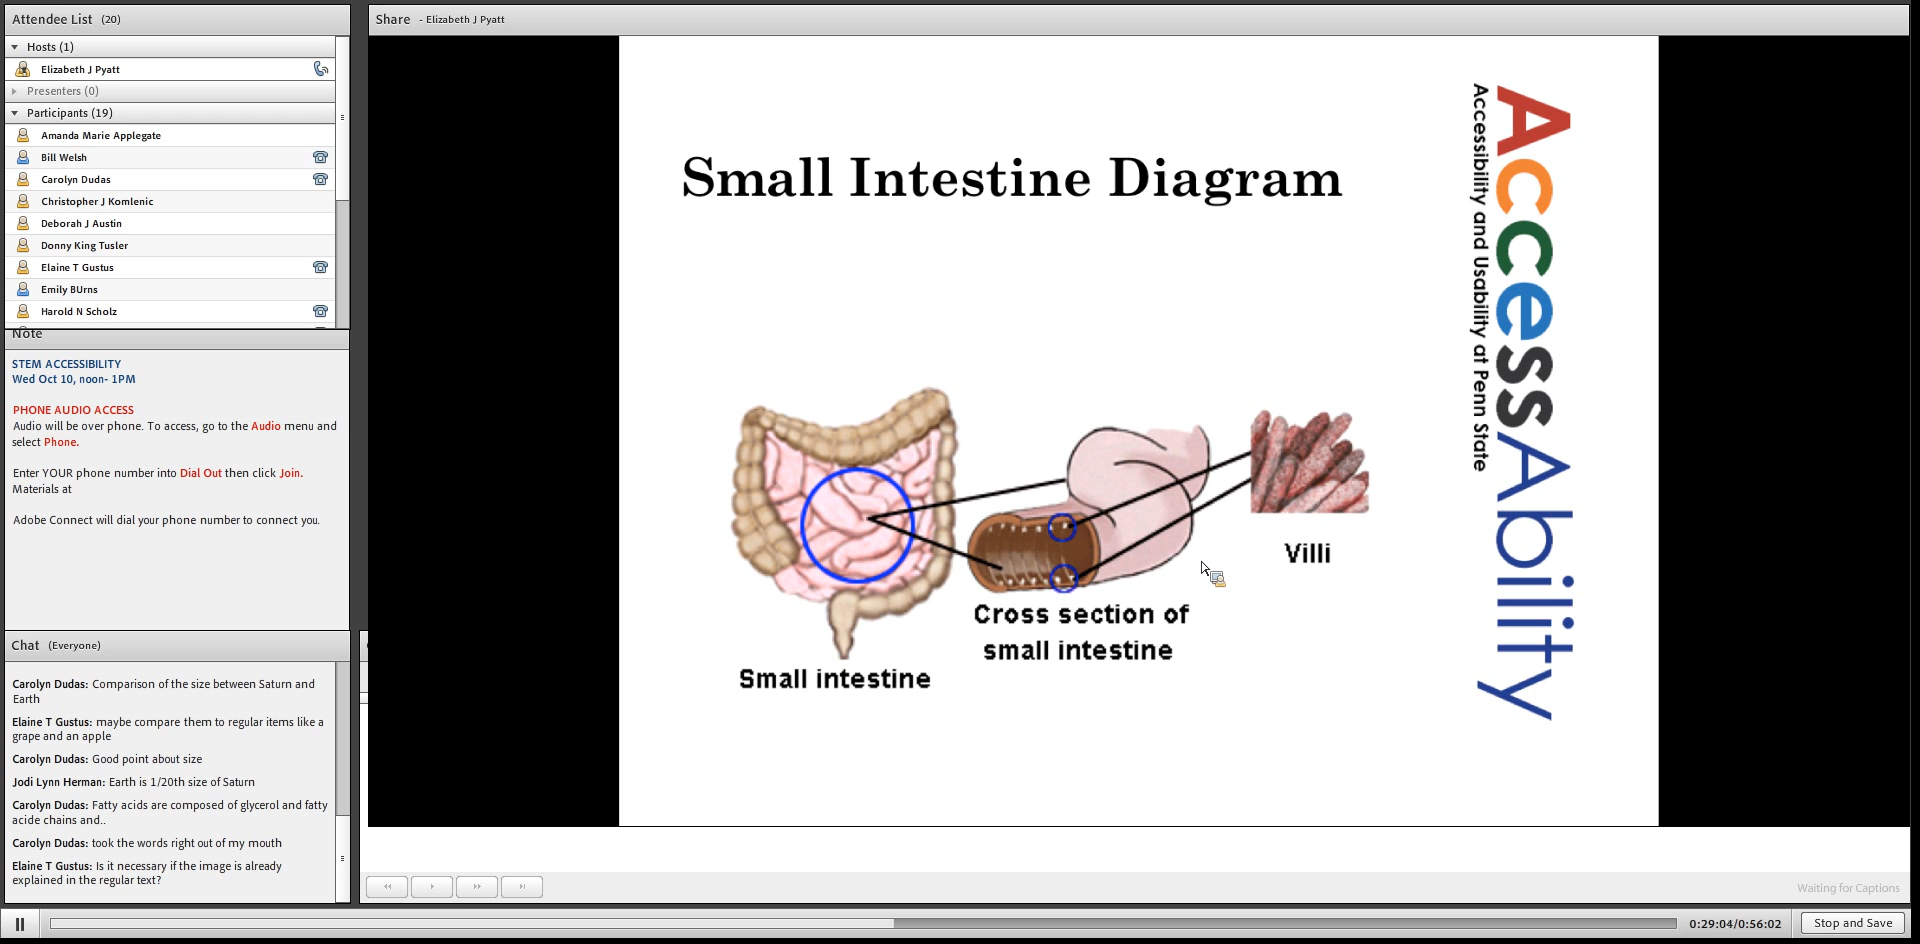 Attendee List (20)
Hosts (1)
Elizabeth J Pyatt
Presenters (0)
Participants (19)
Amanda Marie Applegate
Bill Welsh
Carolyn Dudas
Christopher J Komlenic
Deborah J Austin
Donny King Tusler
Elaine T Gustus
Emily BUrns
Harold N Scholz
Note
STEM ACCESSIBILITY
Wed Oct 10, noon- 1PM
PHONE AUDIO ACCESS
Audio will be over phone. To access, go to the Audio menu and
select Phone.
Enter YOUR phone number into Dial Out then click Join.
Materials at
Adobe Connect will dial your phone number to connect you.
Chat (Everyone)
Carolyn Dudas: Comparison of the size between Saturn and
Earth
Elaine T Gustus: maybe compare them to regular items like a
grape and an apple
Carolyn Dudas: Good point about size
Jodi Lynn Herman: Earth is 1/20th size of Saturn
Carolyn Dudas: Fatty acids are composed of glycerol and fatty
acide chains and..
Carolyn Dudas: took the words right out of my mouth
Elaine T Gustus: Is it necessary if the image is already
explained in the regular text?
Share - Elizabeth J Pyatt
Small Intestine Diagram
Small intestine
Cross section of
small intestine
Villi
AccessAbility
Accessibility and Usability at Penn State
Waiting for Captions
0:29:04/0:56:02
Stop and Save